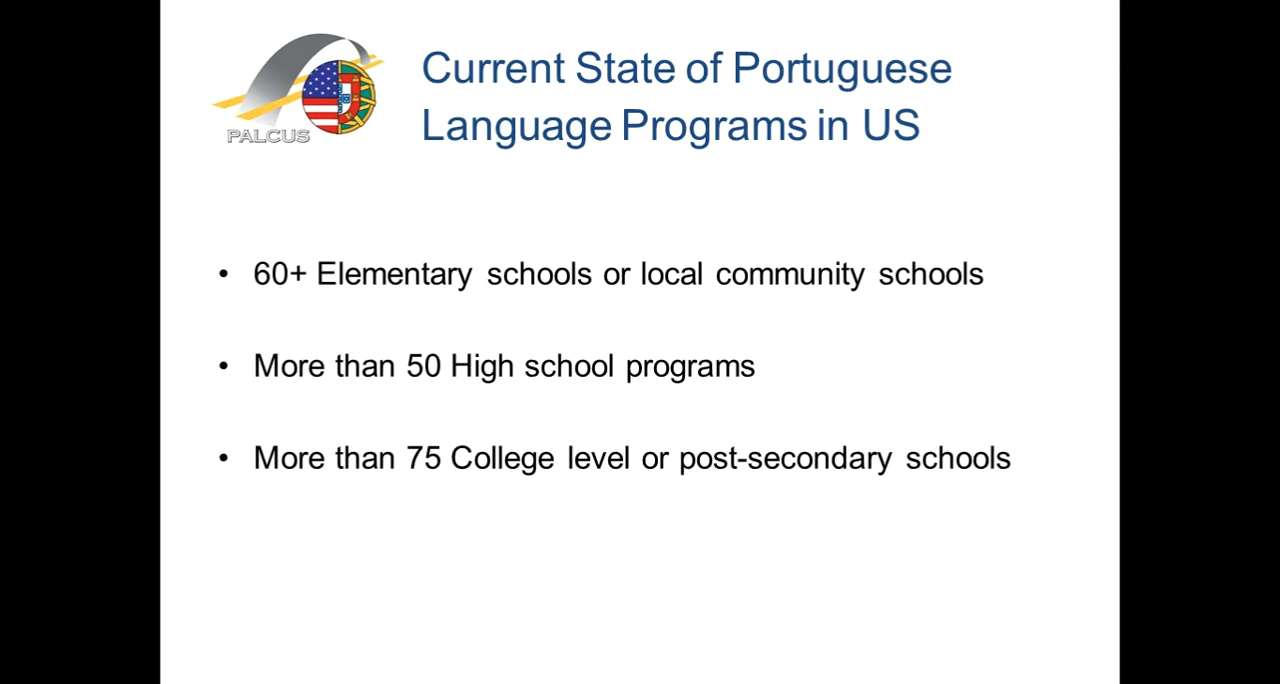 PALCUS
Current State of Portuguese
Language Programs in US
• 60+ Elementary schools or local community schools
• More than 50 High school programs
• More than 75 College level or post-secondary schools